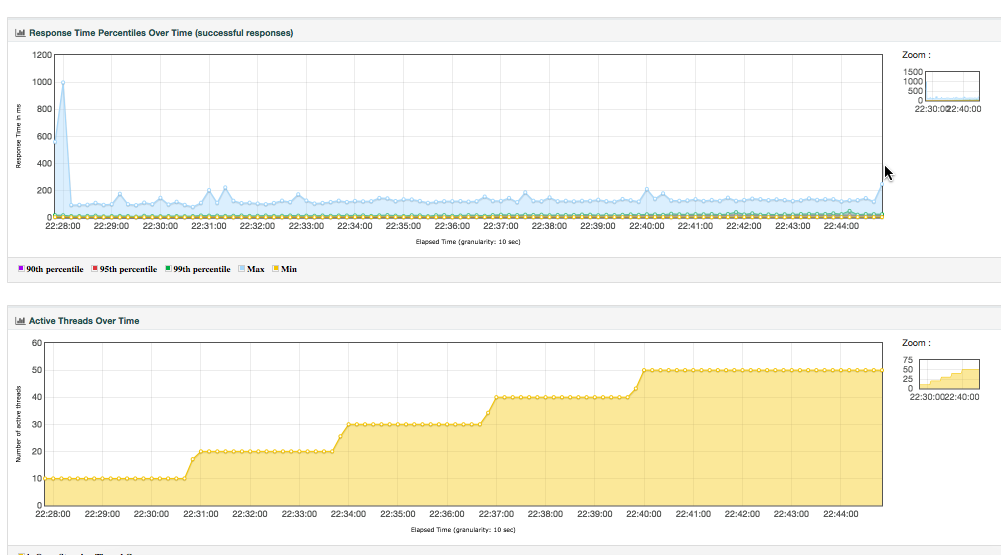 Response Time Percentiles Over Time (successful responses)
Zoom :
1200
1000
800
600
400
200
0
Response Time in ms
22:28:00 22:29:00 22:30:00 22:31:00 22:32:00 22:33:00 22:34:00 22:35:00 22:36:00 22:37:00 22:38:00 22:39:00 22:40:00 22:41:00 22:42:00 22:43:00 22:44:00
Elapsed Time (granularity: 10 sec)
1500
1000
500
0
22:30:00 22:40:00
90th percentile 95th percentile 99th percentile Max Min
Active Threads Over Time
Zoom :
60
50
40
30
20
10
0
Number of active threads
22:28:00 22:29:00 22:30:00 22:31:00 22:32:00 22:33:00 22:34:00 22:35:00 22:36:00 22:37:00 22:38:00 22:39:00 22:40:00 22:41:00 22:42:00 22:43:00 22:44:00
Elapsed Time (granularity: 10 sec)
75
50
25
0
22:30:00 22:40:00